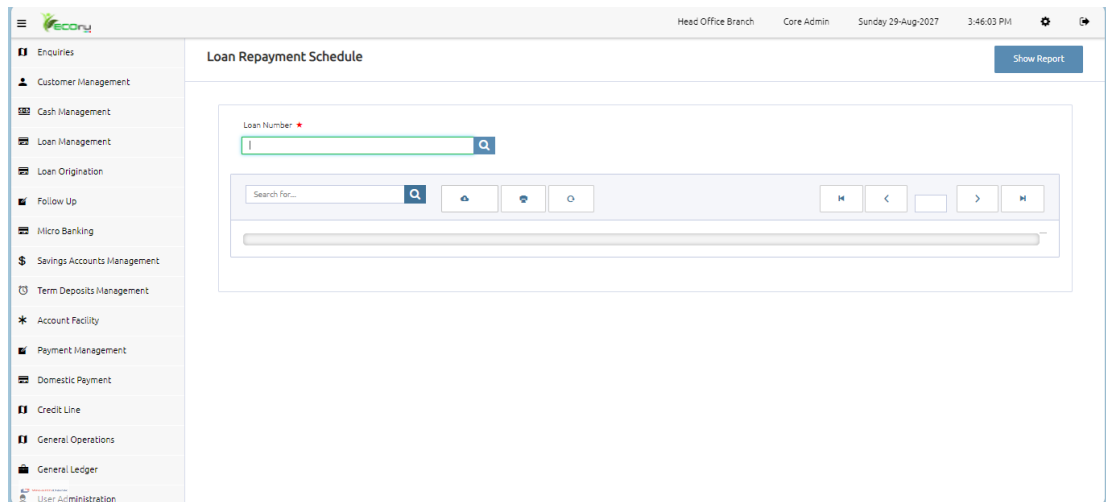 ecory
Head Office Branch Core Admin Sunday 29-Aug-2027 3:46:03 PM
Enquiries
Customer Management
Cash Management
Loan Management
Loan Origination
Follow Up
Micro Banking
Savings Accounts Management
Term Deposits Management
Account Facility
Payment Management
Domestic Payment
Credit Line
General Operations
General Ledger
User Administration
Loan Repayment Schedule
Show Report
Loan Number ★
Search for...